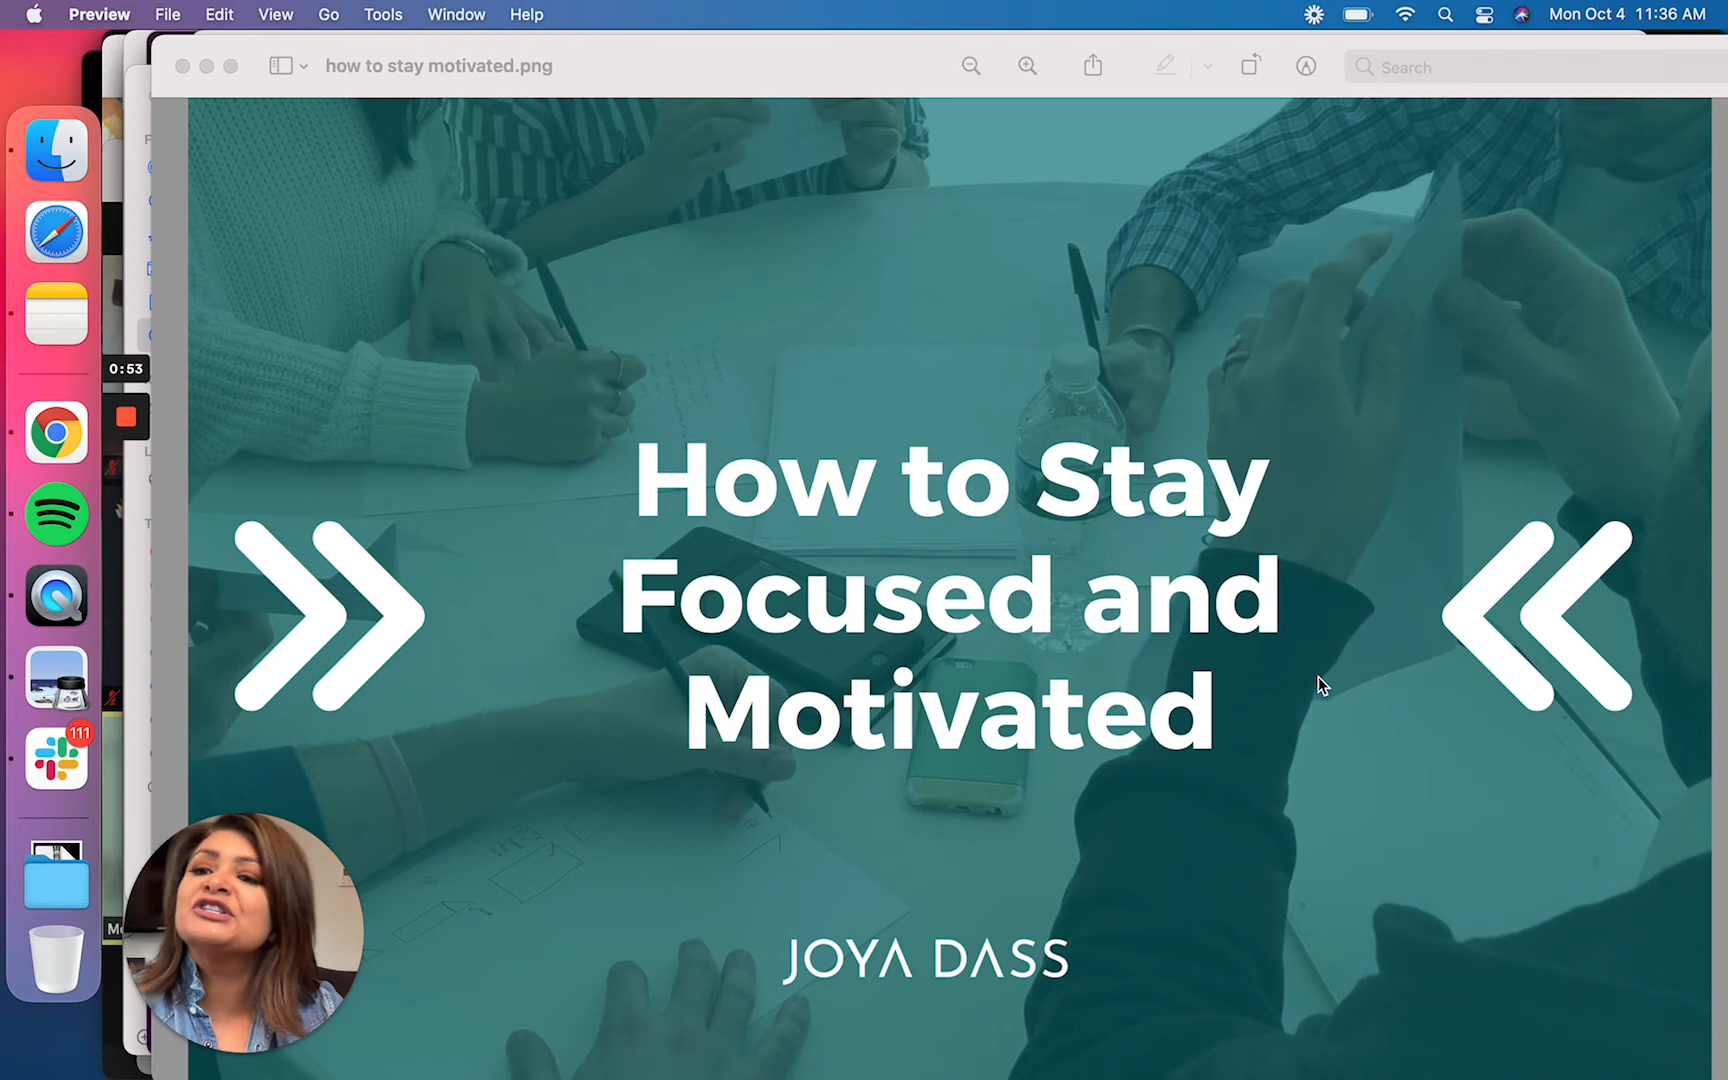 Preview File Edit View Go Tools Window Help
Mon Oct 4 11:36 AM
how to stay motivated.png
Search
0:53
111
How to Stay
Focused and
Motivated
JOYA DASS